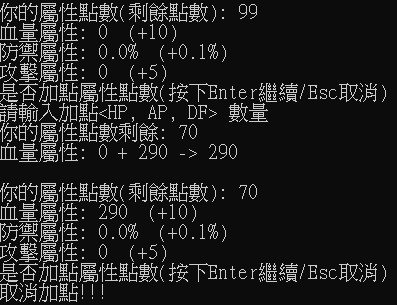 你的屬性點數(剩餘點數): 99
血量屬性: 0  (+10)
防禦屬性: 0.0%  (+0.1%)
攻擊屬性: 0  (+5)
是否加點屬性點數(按下Enter繼續/Esc取消)
請輸入加點<HP, AP, DF> 數量
你的屬性點數剩餘: 70
血量屬性: 0 + 290 -> 290
你的屬性點數(剩餘點數): 70
血量屬性: 290  (+10)
防禦屬性: 0.0%  (+0.1%)
攻擊屬性: 0  (+5)
是否加點屬性點數(按下Enter繼續/Esc取消)
取消加點!!!